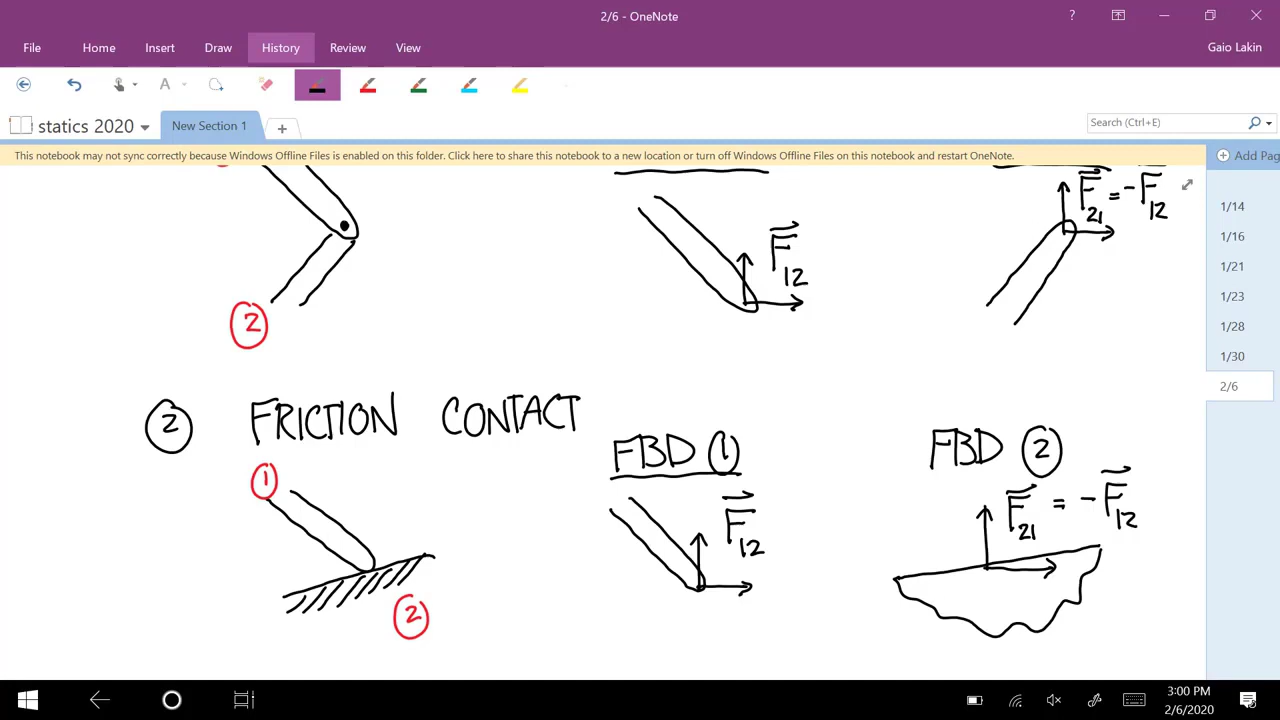 2/6 - OneNote
?
File Home Insert Draw History Review View
Gaio Lakin
A
statics 2020
New Section 1
Search (Ctrl+E)
This notebook may not sync correctly because Windows Offline Files is enabled on this folder. Click here to share this notebook to a new location or turn off Windows Offline Files on this notebook and restart OneNote.
Add Pag
1/14
1/16
1/21
1/23
1/28
1/30
2/6
F21 = -F12
F12
2
2 FRICTION CONTACT
FBD 1
FBD 2
1
F12
F21 = -F12
2
3:00 PM
2/6/2020